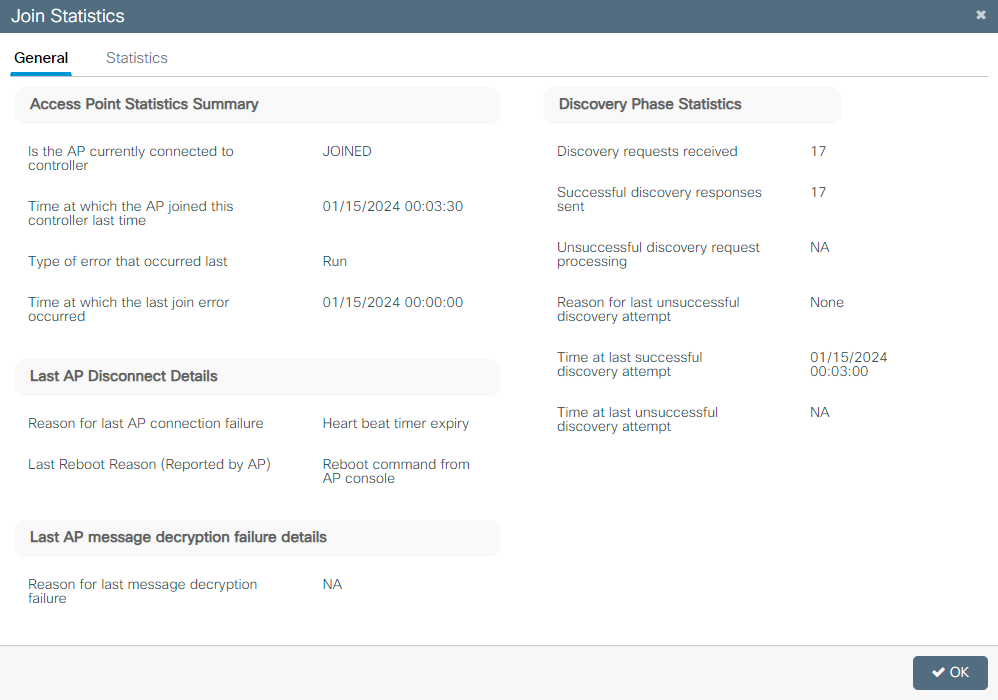 Join Statistics
General
Statistics
Access Point Statistics Summary
Is the AP currently connected to
controller
JOINED
Time at which the AP joined this
controller last time
01/15/2024 00:03:30
Type of error that occurred last
Run
Time at which the last join error
occurred
01/15/2024 00:00:00
Last AP Disconnect Details
Reason for last AP connection failure
Heart beat timer expiry
Last Reboot Reason (Reported by AP)
Reboot command from
AP console
Last AP message decryption failure details
Reason for last message decryption
failure
NA
Discovery Phase Statistics
Discovery requests received
17
Successful discovery responses
sent
17
Unsuccessful discovery request
processing
NA
Reason for last unsuccessful
discovery attempt
None
Time at last successful
discovery attempt
01/15/2024
00:03:00
Time at last unsuccessful
discovery attempt
NA
OK